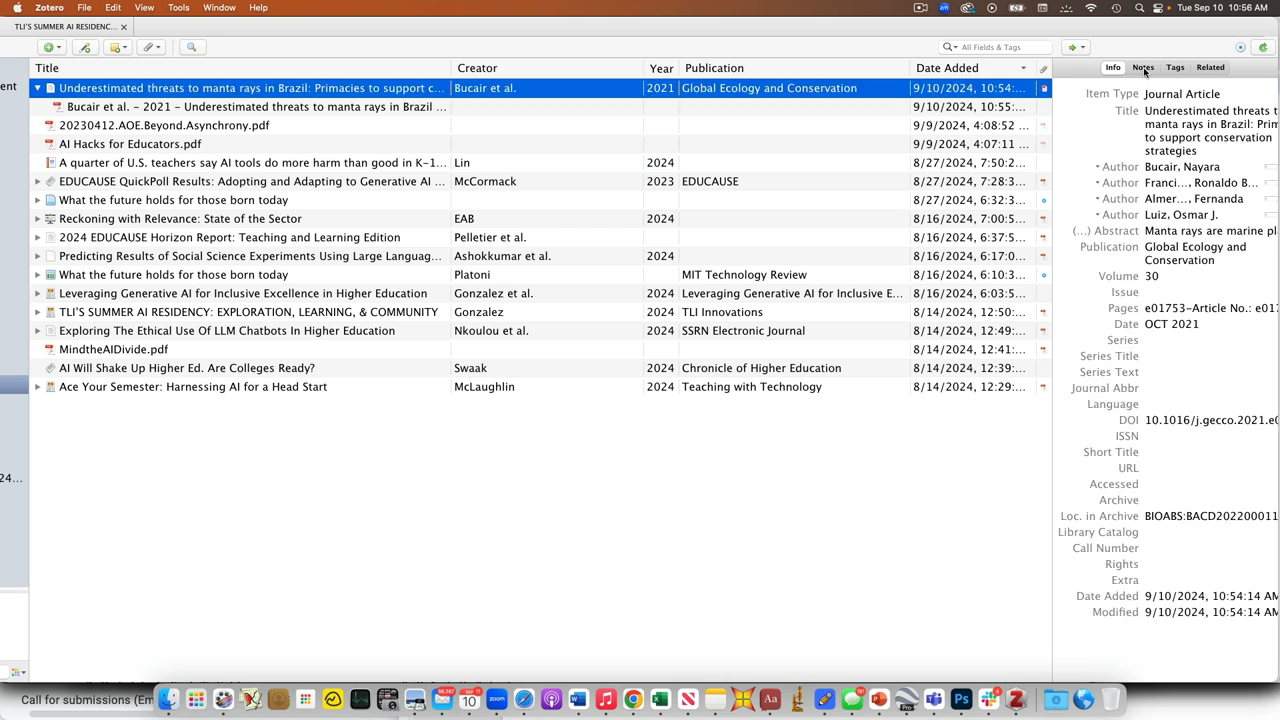 Zotero File Edit View Tools Window Help Tue Sep 10 10:56 AM
TLI'S SUMMER AI RESIDENC...
All Fields & Tags
Title Creator Year Publication Date Added
Info Notes Tags Related
ent
Underestimated threats to manta rays in Brazil: Primacies to support c... Bucair et al. 2021 Global Ecology and Conservation 9/10/2024, 10:54:...
Bucair et al. - 2021 - Underestimated threats to manta rays in Brazil ... 9/10/2024, 10:55:...
20230412.AOE.Beyond.Asynchrony.pdf 9/9/2024, 4:08:52 ...
AI Hacks for Educators.pdf 9/9/2024, 4:07:11 ...
A quarter of U.S. teachers say AI tools do more harm than good in K-1... Lin 2024 8/27/2024, 7:50:2...
EDUCAUSE QuickPoll Results: Adopting and Adapting to Generative AI ... McCormack 2023 EDUCAUSE 8/27/2024, 7:28:3...
What the future holds for those born today 8/27/2024, 6:32:3...
Reckoning with Relevance: State of the Sector EAB 2024 8/16/2024, 7:00:5...
2024 EDUCAUSE Horizon Report: Teaching and Learning Edition Pelletier et al. 8/16/2024, 6:37:5...
Predicting Results of Social Science Experiments Using Large Languag... Ashokkumar et al. 2024 8/16/2024, 6:17:0...
What the future holds for those born today Platoni MIT Technology Review 8/16/2024, 6:10:3...
Leveraging Generative AI for Inclusive Excellence in Higher Education Gonzalez et al. 2024 Leveraging Generative AI for Inclusive E... 8/16/2024, 6:03:5...
TLI'S SUMMER AI RESIDENCY: EXPLORATION, LEARNING, & COMMUNITY Gonzalez 2024 TLI Innovations 8/14/2024, 12:50:...
Exploring The Ethical Use Of LLM Chatbots In Higher Education Nkoulou et al. 2024 SSRN Electronic Journal 8/14/2024, 12:49:...
MindtheAIDivide.pdf 8/14/2024, 12:41:...
AI Will Shake Up Higher Ed. Are Colleges Ready? Swaak 2024 Chronicle of Higher Education 8/14/2024, 12:39:...
Ace Your Semester: Harnessing AI for a Head Start McLaughlin 2024 Teaching with Technology 8/14/2024, 12:29:...
24...
Item Type Journal Article
Title Underestimated threats t
manta rays in Brazil: Prim
to support conservation
strategies
Author Bucair, Nayara
Author Franci..., Ronaldo B...
Author Almer..., Fernanda
Author Luiz, Osmar J.
(...) Abstract Manta rays are marine pl
Publication Global Ecology and
Conservation
Volume 30
Issue
Pages e01753-Article No.: e01
Date OCT 2021
Series
Series Title
Series Text
Journal Abbr
Language
DOI 10.1016/j.gecco.2021.e0
ISSN
Short Title
URL
Accessed
Archive
Loc. in Archive BIOABS:BACD202200011
Library Catalog
Call Number
Rights
Extra
Date Added 9/10/2024, 10:54:14 AM
Modified 9/10/2024, 10:54:14 AM
Call for submissions (Em